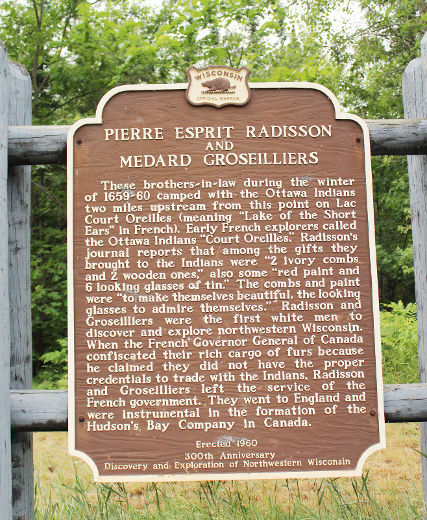 WISCONSIN
OFFICIAL MARKER
PIERRE ESPRIT RADISSON
AND
MEDARD GROSEILLIERS
These brothers-in-law during the winter
of 1659-60 camped with the Ottawa Indians
two miles upstream from this point on Lac
Court Oreilles (meaning "Lake of the Short
Ears" in French). Early French explorers called
the Ottawa Indians "Court Oreilles." Radisson's
journal reports that among the gifts they
brought to the Indians were "2 ivory combs
and 2 wooden ones," also some "red paint and
6 looking glasses of tin." The combs and paint
were "to make themselves beautiful, the looking
glasses to admire themselves." Radisson and
Groseilliers were the first white men to
discover and explore northwestern Wisconsin.
When the French Governor General of Canada
confiscated their rich cargo of furs because
he claimed they did not have the proper
credentials to trade with the Indians, Radisson
and Groseilliers left the service of the
French government. They went to England and
were instrumental in the formation of the
Hudson's Bay Company in Canada.
Erected 1960
300th Anniversary
Discovery and Exploration of Northwestern Wisconsin